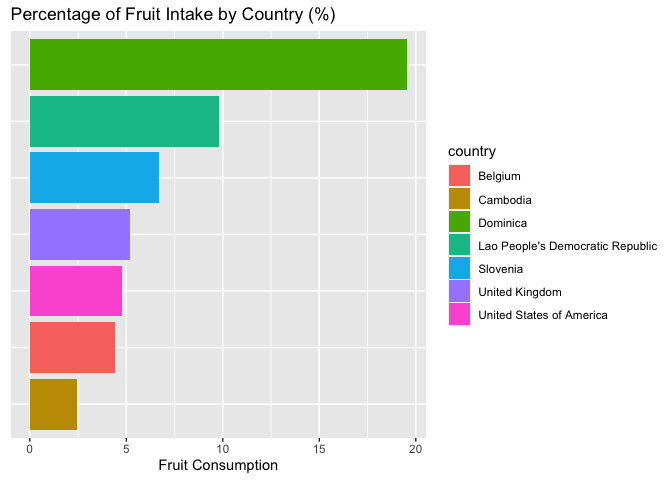 Percentage of Fruit Intake by Country (%)
country
Belgium
Cambodia
Dominica
Lao People's Democratic Republic
Slovenia
United Kingdom
United States of America
0 5 10 15 20
Fruit Consumption